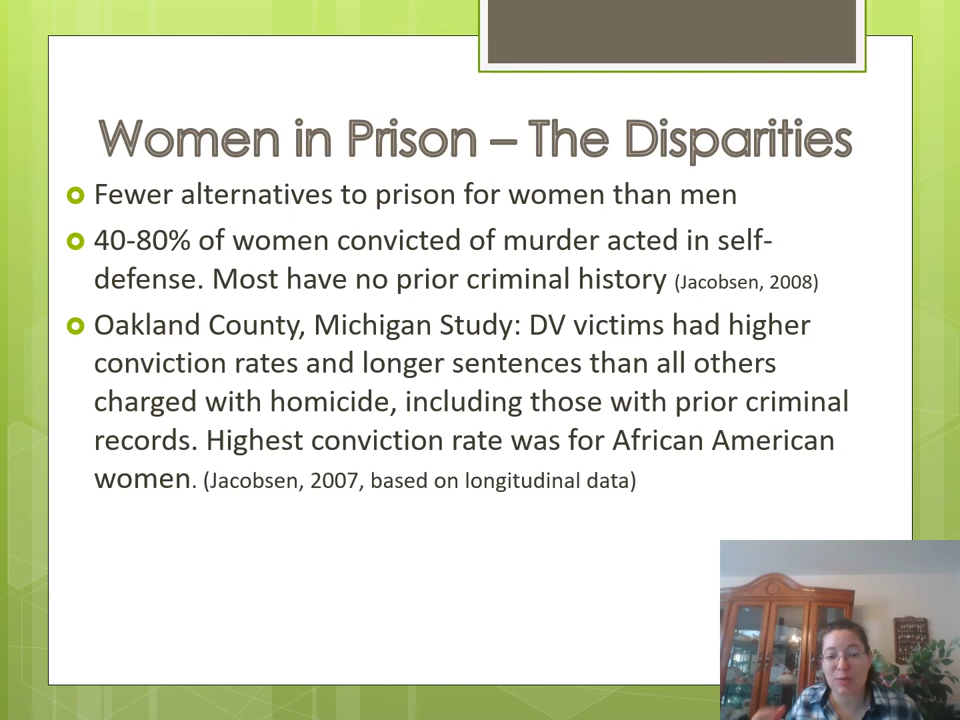 Women in Prison – The Disparities
Fewer alternatives to prison for women than men
40-80% of women convicted of murder acted in self-
defense. Most have no prior criminal history (Jacobsen, 2008)
Oakland County, Michigan Study: DV victims had higher
conviction rates and longer sentences than all others
charged with homicide, including those with prior criminal
records. Highest conviction rate was for African American
women. (Jacobsen, 2007, based on longitudinal data)